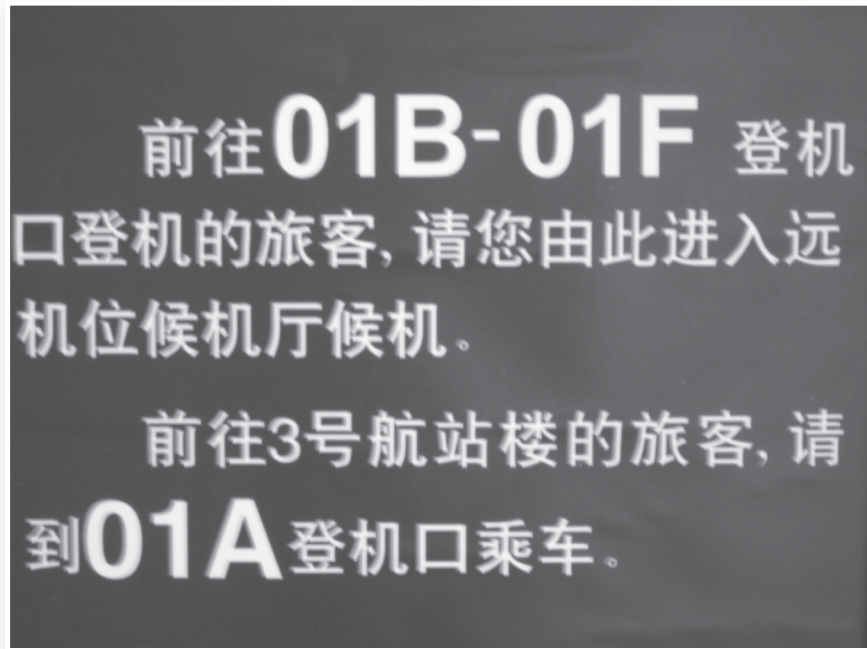 前往01B-01F 登机
口登机的旅客,请您由此进入远
机位候机厅候机。
前往3号航站楼的旅客,请
到01A登机口乘车。